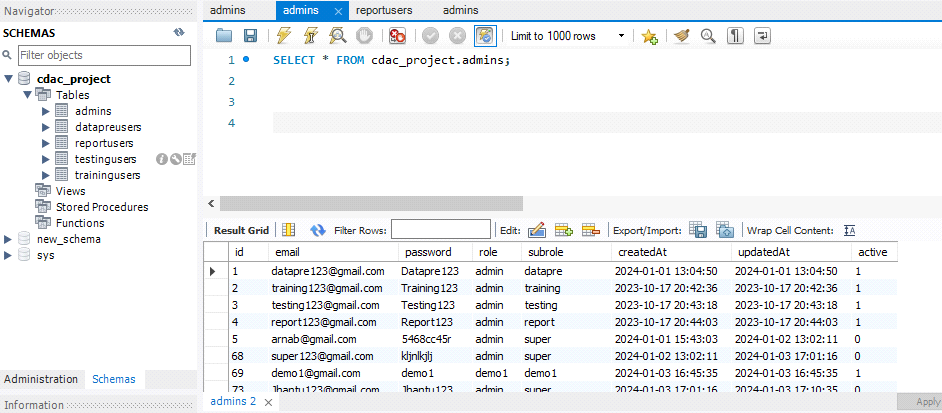 Navigator
SCHEMAS
Filter objects
cdac_project
Tables
admins
datapreusers
reportusers
testingusers
trainingusers
Views
Stored Procedures
Functions
new_schema
sys
Administration Schemas
Information
admins admins reportusers admins
Limit to 1000 rows
1 SELECT * FROM cdac_project.admins;
2
3
4
Result Grid Filter Rows: Edit: Export/Import: Wrap Cell Content:
id email password role subrole createdAt updatedAt active
1 datapre123@gmail.com Datapre123 admin datapre 2024-01-01 13:04:50 2024-01-01 13:04:50 1
2 training123@gmail.com Training123 admin training 2023-10-17 20:42:36 2023-10-17 20:42:36 1
3 testing123@gmail.com Testing123 admin testing 2023-10-17 20:43:18 2023-10-17 20:43:18 1
4 report123@gmail.com Report123 admin report 2023-10-17 20:44:03 2023-10-17 20:44:03 1
5 arnab@gmail.com 5468cc45r admin super 2024-01-01 15:43:03 2024-01-02 13:02:11 0
68 super123@gmail.com kljnlkjlj admin super 2024-01-02 13:02:11 2024-01-03 17:01:16 0
69 demo1@gmail.com demo1 demo1 demo1 2024-01-03 16:45:35 2024-01-03 16:45:35 1
73 Jhantu123@gmail.com Jhantu123 admin super 2024-01-03 17:01:16 2024-01-03 17:10:35 0
admins 2 Apply